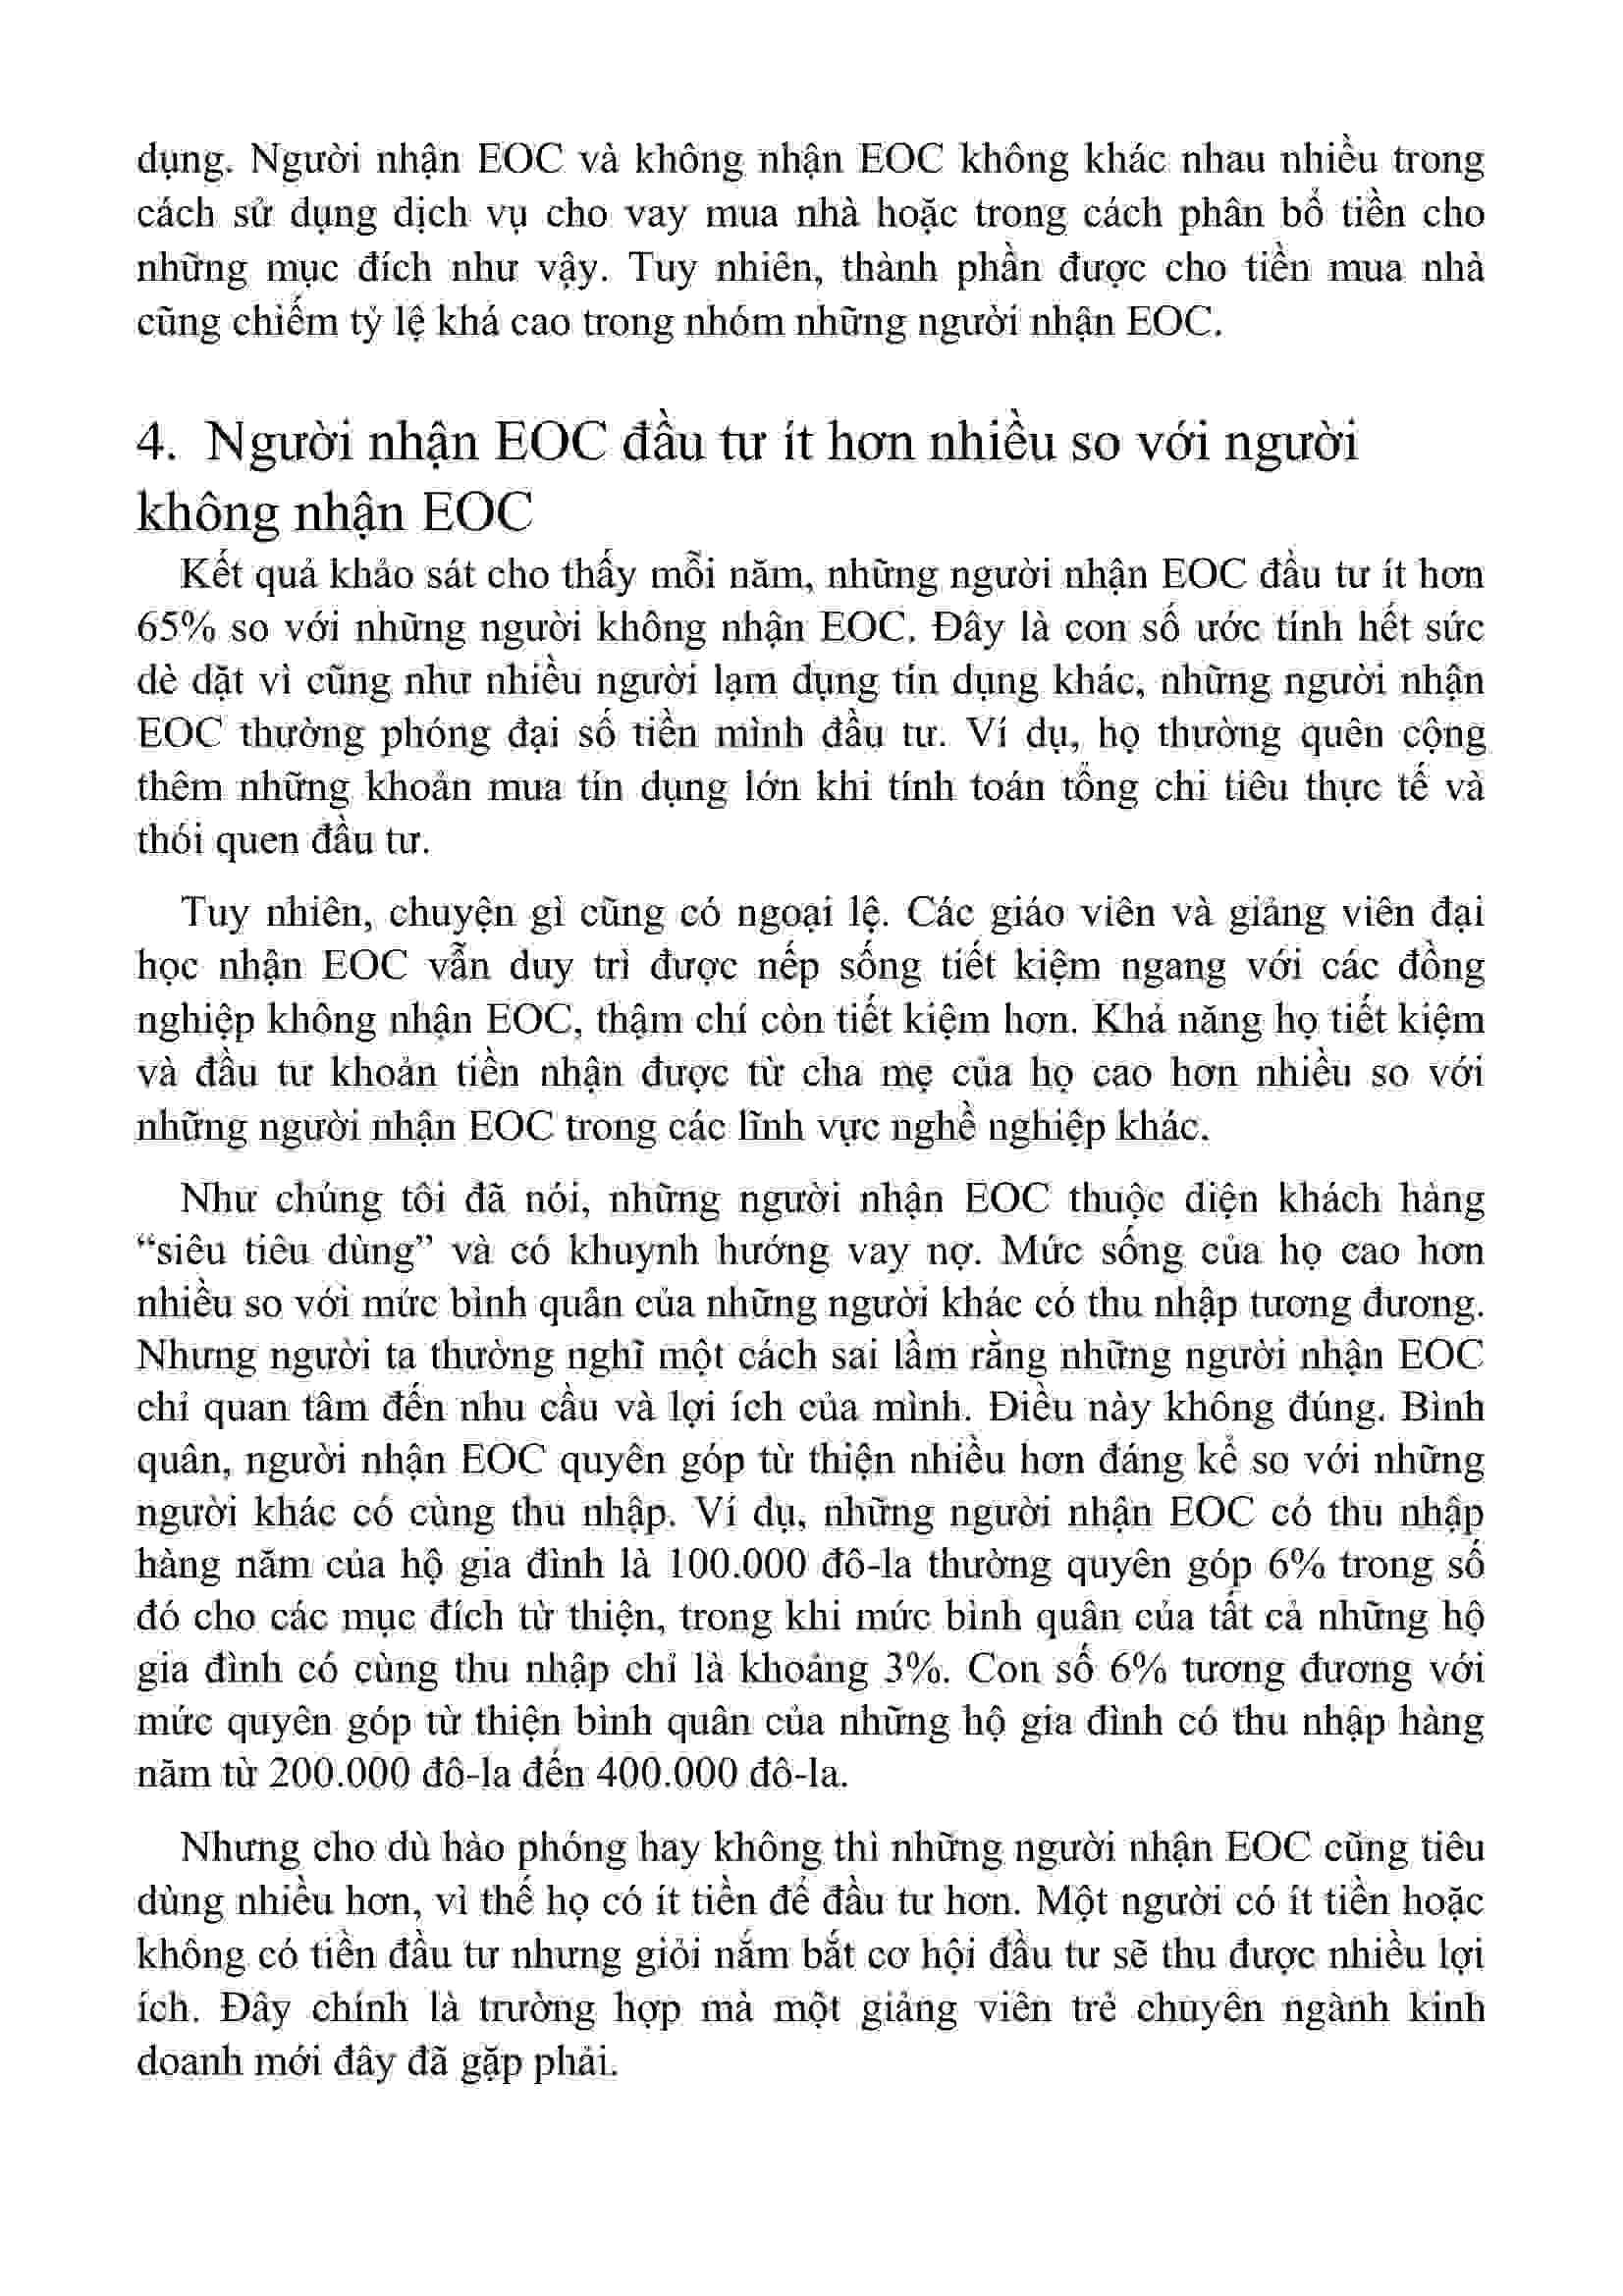 dụng. Người nhận EOC và không nhận EOC không khác nhau nhiều trong
cách sử dụng dịch vụ cho vay mua nhà hoặc trong cách phân bổ tiền cho
những mục đích như vậy. Tuy nhiên, thành phần được cho tiền mua nhà
cũng chiếm tỷ lệ khá cao trong nhóm những người nhận EOC.
4. Người nhận EOC đầu tư ít hơn nhiều so với người
không nhận EOC
Kết quả khảo sát cho thấy mỗi năm, những người nhận EOC đầu tư ít hơn
65% so với những người không nhận EOC. Đây là con số ước tính hết sức
dè dặt vì cũng như nhiều người lạm dụng tín dụng khác, những người nhận
EOC thường phóng đại số tiền mình đầu tư. Ví dụ, họ thường quên cộng
thêm những khoản mua tín dụng lớn khi tính toán tổng chi tiêu thực tế và
thói quen đầu tư.
Tuy nhiên, chuyện gì cũng có ngoại lệ. Các giáo viên và giảng viên đại
học nhận EOC vẫn duy trì được nếp sống tiết kiệm ngang với các đồng
nghiệp không nhận EOC, thậm chí còn tiết kiệm hơn. Khả năng họ tiết kiệm
và đầu tư khoản tiền nhận được từ cha mẹ của họ cao hơn nhiều so với
những người nhận EOC trong các lĩnh vực nghề nghiệp khác.
Như chúng tôi đã nói, những người nhận EOC thuộc diện khách hàng
“siêu tiêu dùng” và có khuynh hướng vay nợ. Mức sống của họ cao hơn
nhiều so với mức bình quân của những người khác có thu nhập tương đương.
Nhưng người ta thường nghĩ một cách sai lầm rằng những người nhận EOC
chỉ quan tâm đến nhu cầu và lợi ích của mình. Điều này không đúng. Bình
quân, người nhận EOC quyên góp từ thiện nhiều hơn đáng kể so với những
người khác có cùng thu nhập. Ví dụ, những người nhận EOC có thu nhập
hàng năm của hộ gia đình là 100.000 đô-la thường quyên góp 6% trong số
đó cho các mục đích từ thiện, trong khi mức bình quân của tất cả những hộ
gia đình có cùng thu nhập chỉ là khoảng 3%. Con số 6% tương đương với
mức quyên góp từ thiện bình quân của những hộ gia đình có thu nhập hàng
năm từ 200.000 đô-la đến 400.000 đô-la.
Nhưng cho dù hào phóng hay không thì những người nhận EOC cũng tiêu
dùng nhiều hơn, vì thế họ có ít tiền để đầu tư hơn. Một người có ít tiền hoặc
không có tiền đầu tư nhưng giỏi nắm bắt cơ hội đầu tư sẽ thu được nhiều lợi
ích. Đây chính là trường hợp mà một giảng viên trẻ chuyên ngành kinh
doanh mới đây đã gặp phải.